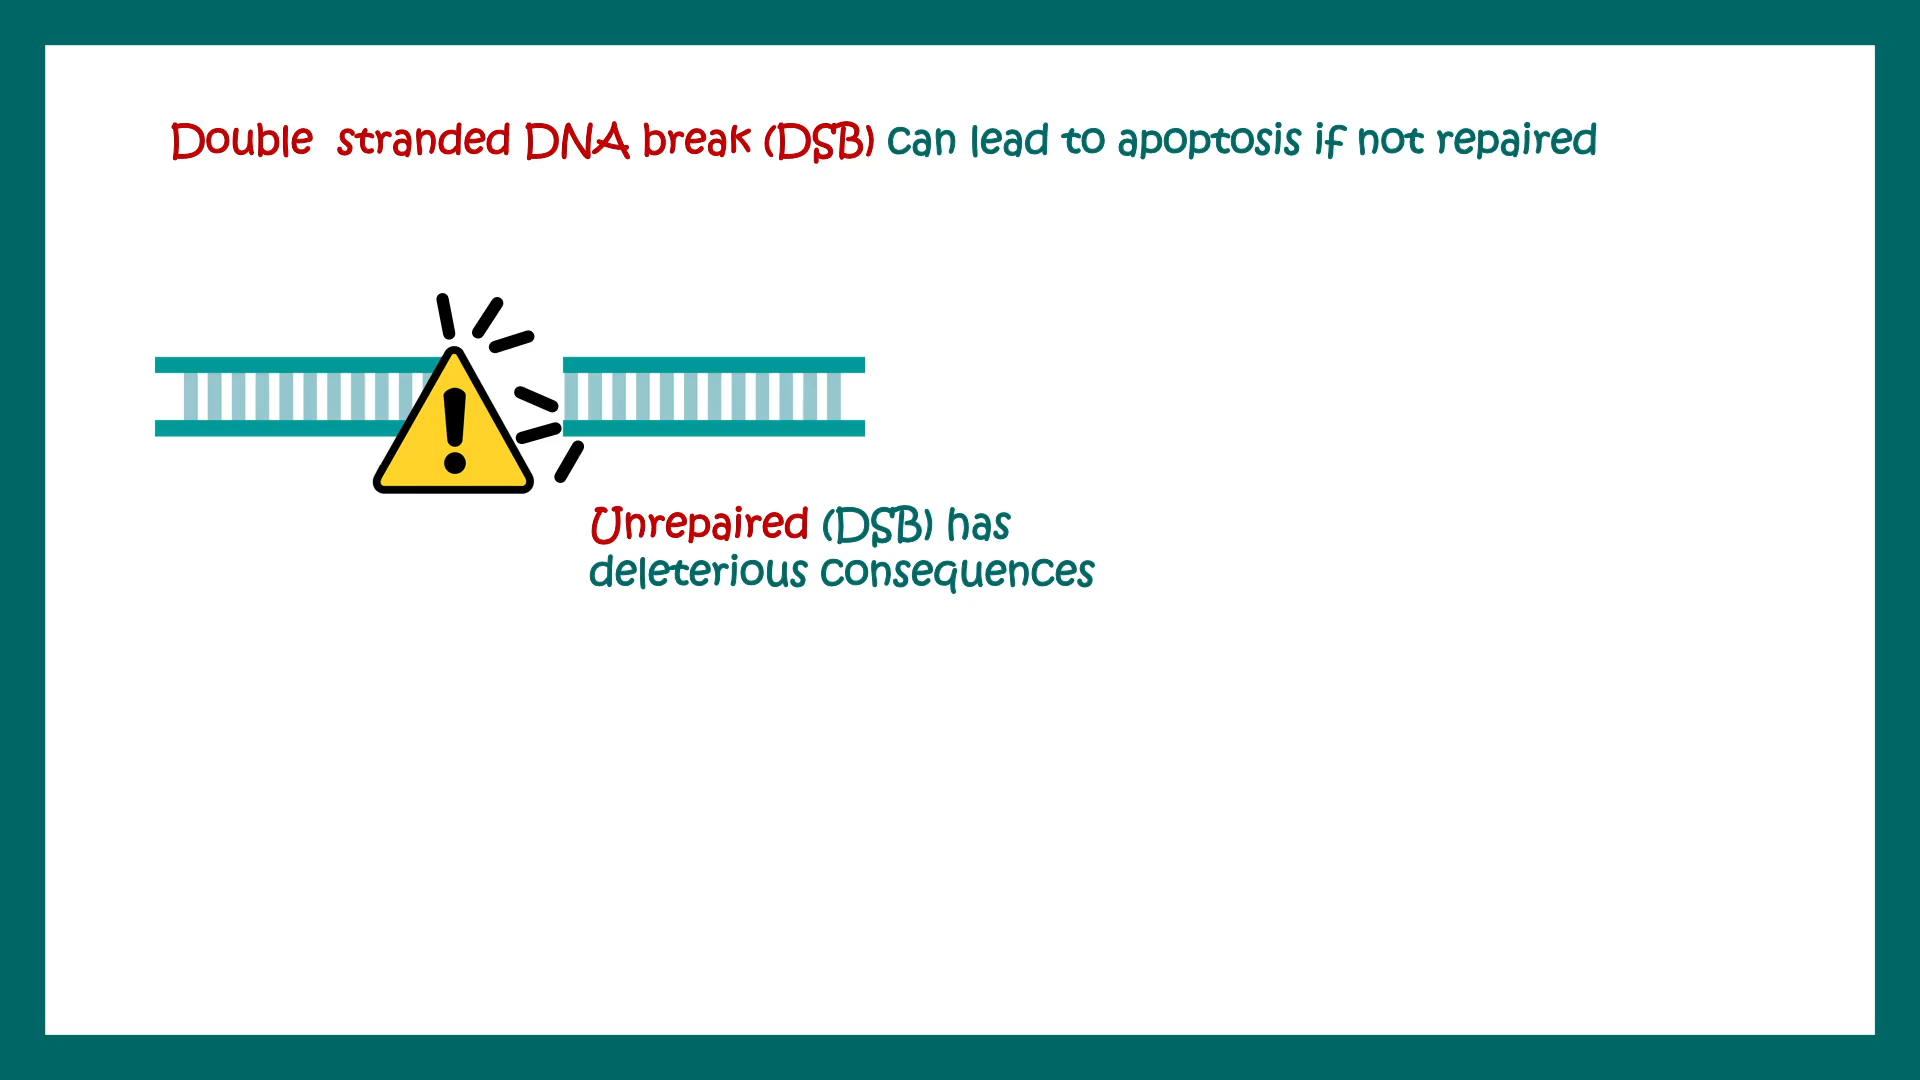 Double stranded DNA break (DSB) can lead to apoptosis if not repaired
Unrepaired (DSB) has
deleterious consequences